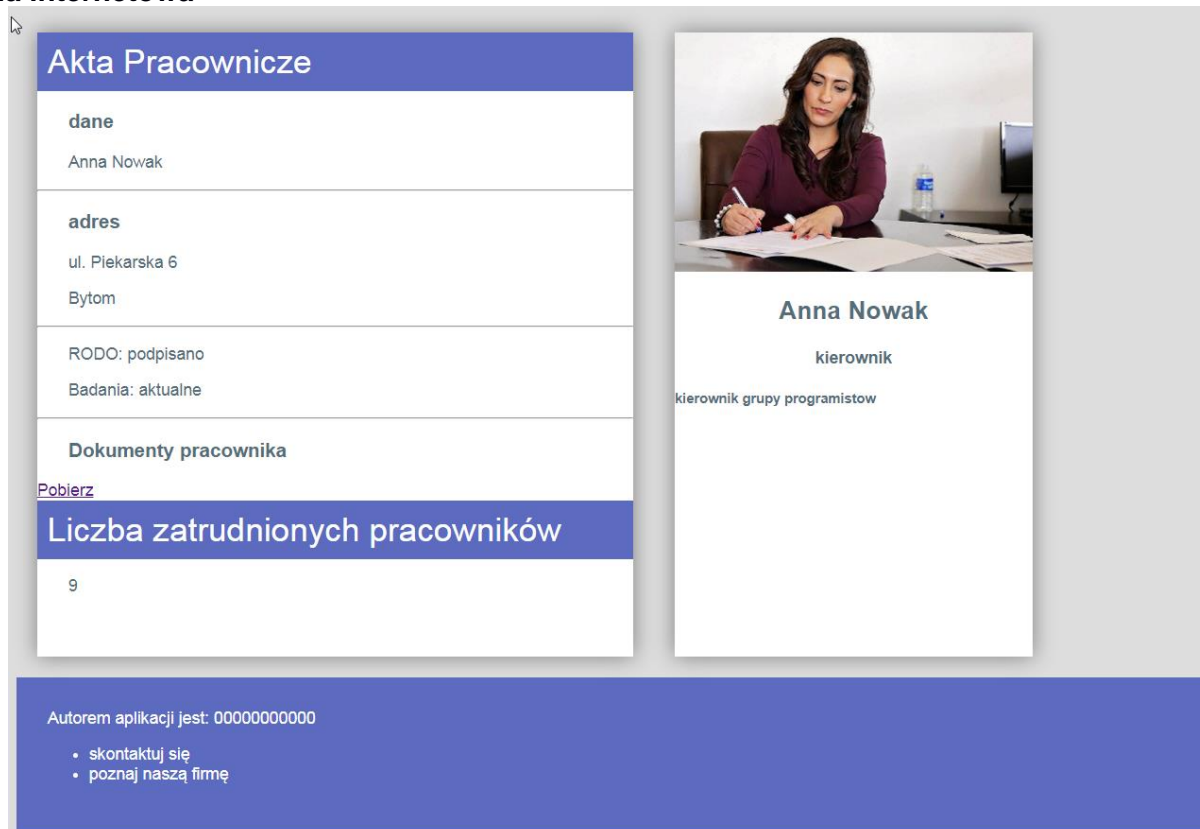 Akta Pracownicze
dane
Anna Nowak
adres
ul. Piekarska 6
Bytom
RODO: podpisano
Badania: aktualne
Dokumenty pracownika
Pobierz
Liczba zatrudnionych pracowników
9
Anna Nowak
kierownik
kierownik grupy programistow
Autorem aplikacji jest: 00000000000
skontaktuj się
poznaj naszą firmę